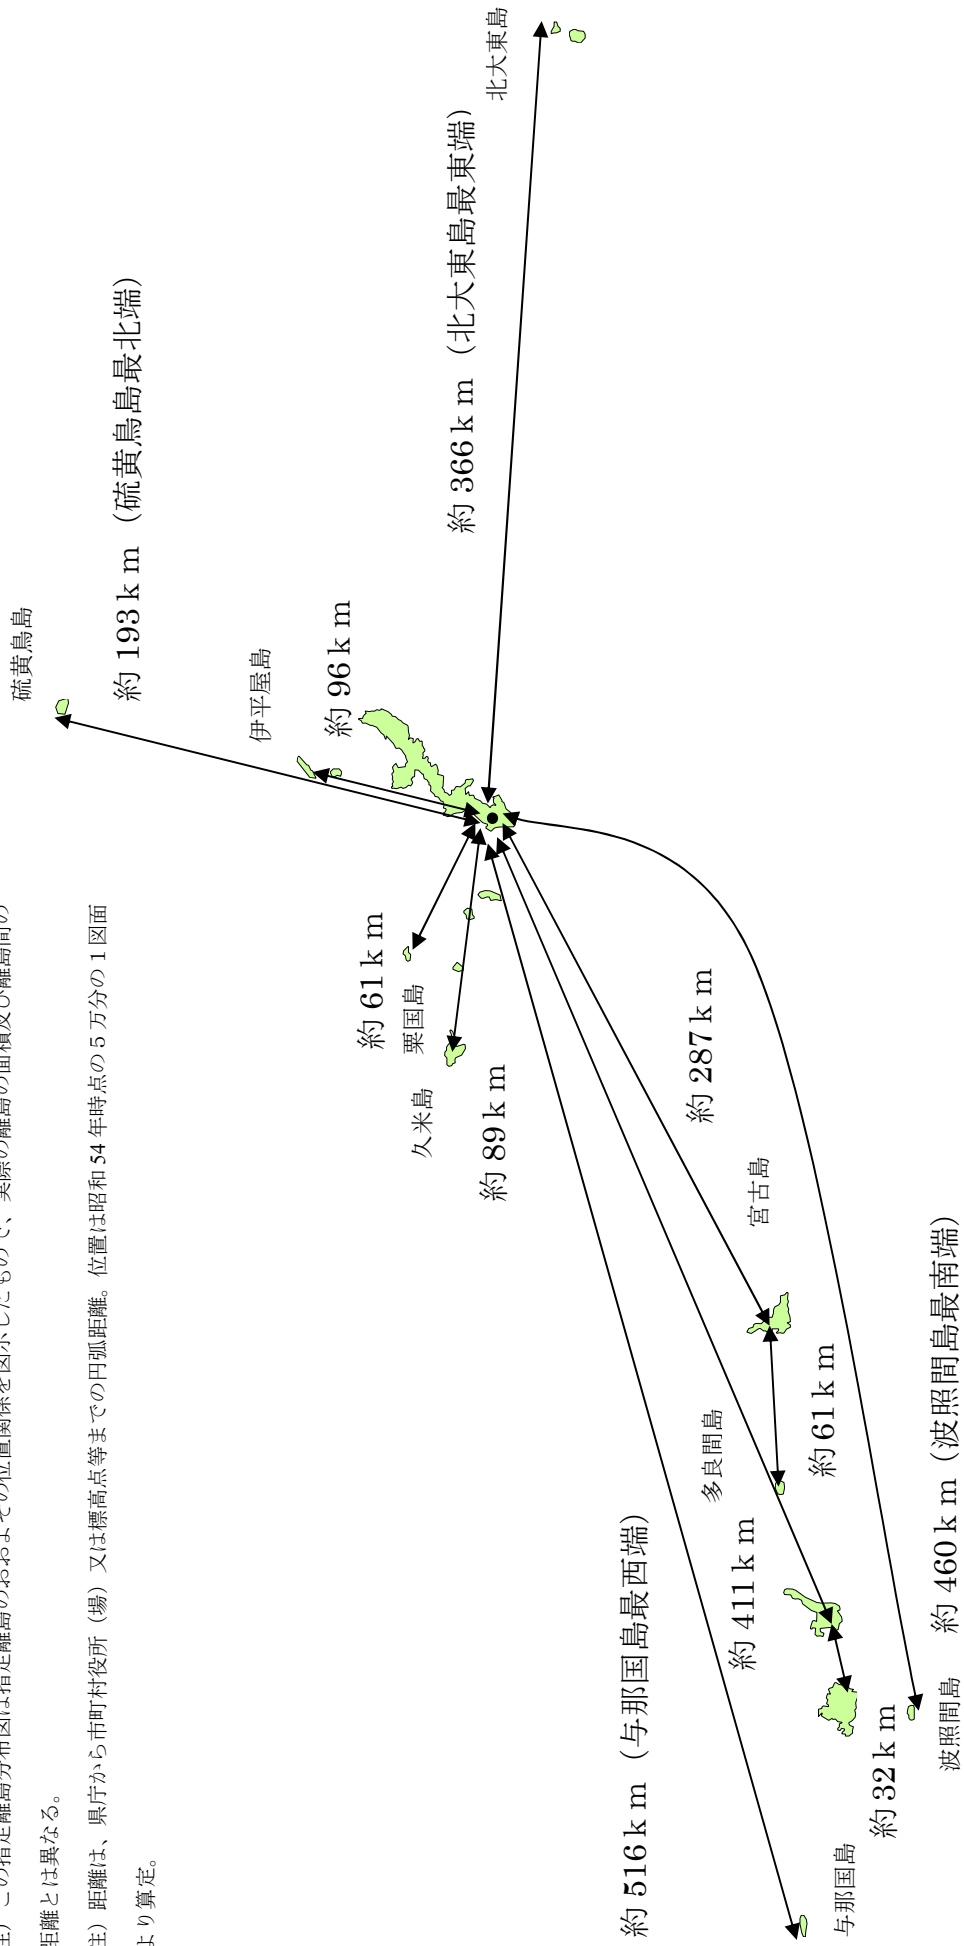 注）この指定離島分布図は指定離島のおおよその位置関係を図示したもので、実際の離島の面積及び離島間の
距離とは異なる。
注）距離は、県庁から市町村役所（場）又は標高点等までの円弧距離。位置は昭和54年時点の5万分の1図面
より算定。
硫黄鳥島
約193ｋｍ（硫黄鳥島最北端）
伊平屋島
約96ｋｍ
北大東島
約366ｋｍ（北大東島最東端）
約61ｋｍ
粟国島
久米島
約89ｋｍ
約516ｋｍ（与那国島最西端）
約287ｋｍ
宮古島
多良間島
約411ｋｍ
約61ｋｍ
与那国島
約32ｋｍ
波照間島
約460ｋｍ（波照間島最南端）